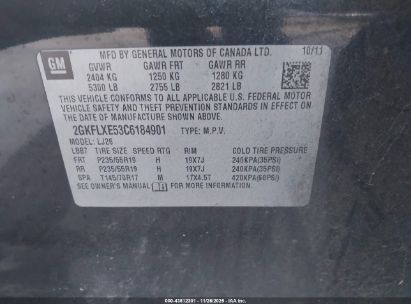 GM
MFD BY GENERAL MOTORS OF CANADA LTD. 10/11
GVWR GAWR FRT GAWR RR
2404 KG 1250 KG 1280 KG
5300 LB 2755 LB 2821 LB
THIS VEHICLE CONFORMS TO ALL APPLICABLE U.S. FEDERAL MOTOR
VEHICLE SAFETY AND THEFT PREVENTION STANDARDS IN EFFECT ON THE
DATE OF MANUFACTURE SHOWN ABOVE.
2GKFLXE53C6184901 TYPE: M.P.V.
MODEL: LJ26
LBB7 TIRE SIZE SPEED RTG RIM COLD TIRE PRESSURE
FRT P235/55R19 H 19X7J 240KPA(35PSI)
RR P235/55R19 H 19X7J 240KPA(35PSI)
SPA T145/70R17 M 17X4.5T 420KPA(60PSI)
SEE OWNER'S MANUAL FOR MORE INFORMATION